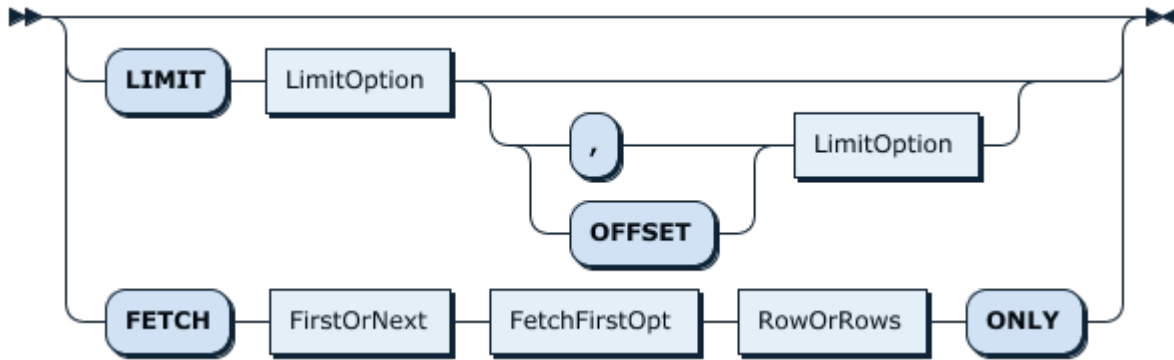 LIMIT LimitOption
, LimitOption
OFFSET
FETCH FirstOrNext FetchFirstOpt RowOrRows ONLY